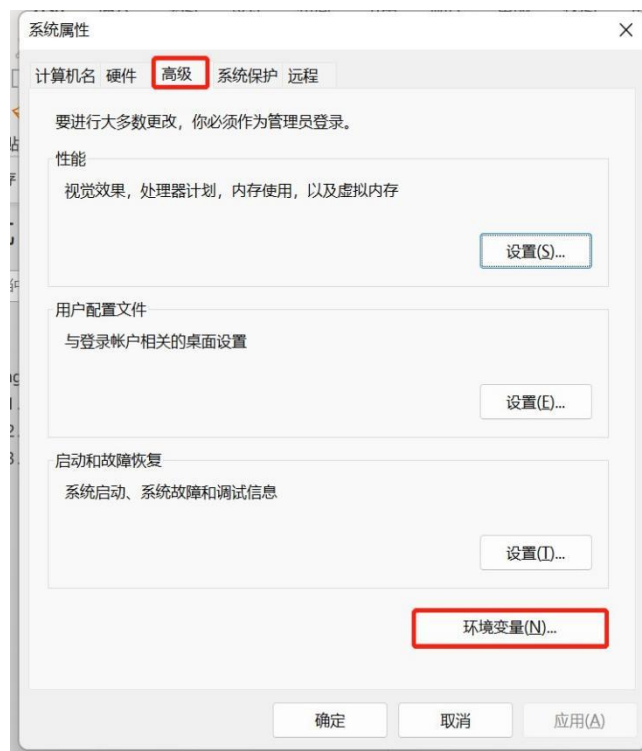 系统属性
计算机名 硬件 高级 系统保护 远程
要进行大多数更改，你必须作为管理员登录。
性能
视觉效果，处理器计划，内存使用，以及虚拟内存
设置(S)...
用户配置文件
与登录帐户相关的桌面设置
设置(E)...
启动和故障恢复
系统启动、系统故障和调试信息
设置(T)...
环境变量(N)...
确定 取消 应用(A)